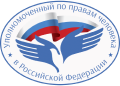 Уполномоченный по правам человека
в Российской Федерации